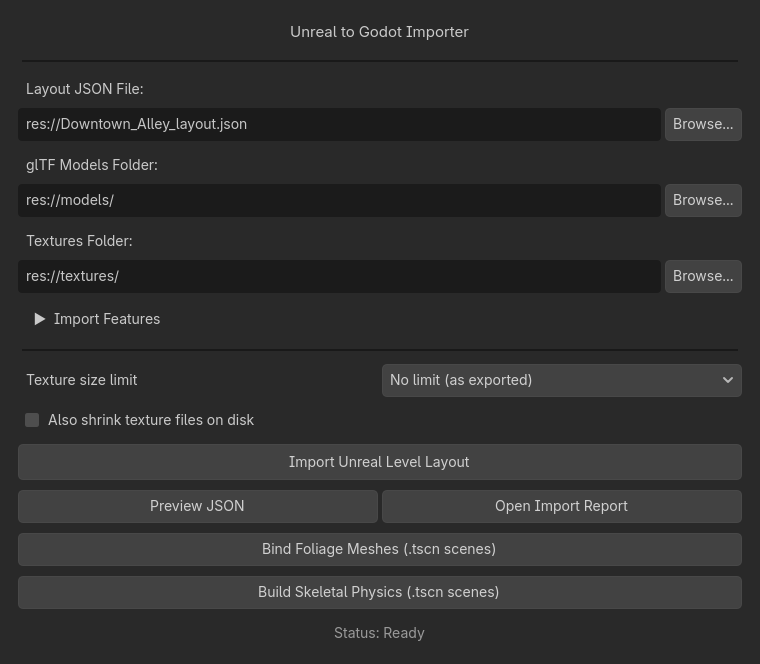 Unreal to Godot Importer
Layout JSON File:
res://Downtown_Alley_layout.json Browse...
glTF Models Folder:
res://models/ Browse...
Textures Folder:
res://textures/ Browse...
▶ Import Features
Texture size limit No limit (as exported)
Also shrink texture files on disk
Import Unreal Level Layout
Preview JSON Open Import Report
Bind Foliage Meshes (.tscn scenes)
Build Skeletal Physics (.tscn scenes)
Status: Ready